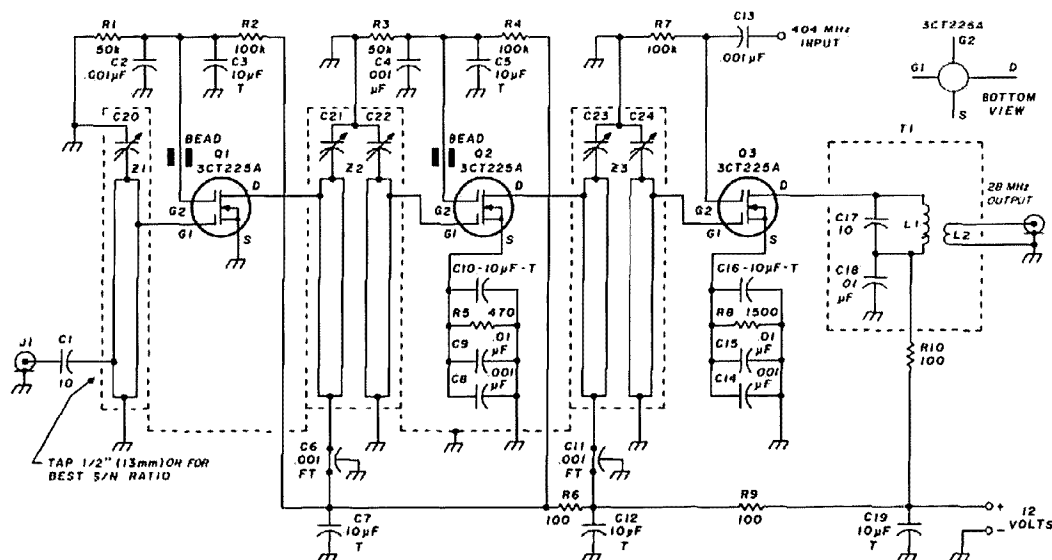 R1
50k
R2
100k
C2
.001µF
C3
10µF
T
C20
Z1
BEAD
Q1
3CT225A
D
G2
G1
S
J1
C1
10
TAP 1/2" (13mm) OR FOR
BEST S/N RATIO
R3
50k
R4
100k
C4
.001
µF
C5
10µF
T
C21
C22
Z2
BEAD
Q2
3CT225A
D
G2
G1
S
C10-10µF-T
R5
470
.01
µF
C9
.001
µF
C8
C6
.001
FT
C7
10µF
T
R7
100k
C13
.001µF
404 MHz
INPUT
C23
C24
Z3
Q3
3CT225A
D
G2
G1
S
C16-10µF-T
R8
1500
.01
µF
C15
.001
µF
C14
C11
.001
FT
R6
100
C12
10µF
T
R9
100
3CT225A
G2
G1
D
S
BOTTOM
VIEW
T1
28 MHz
OUTPUT
C17
10
L1
L2
C18
.01
µF
R10
100
C19
10µF
T
+
12
VOLTS
-